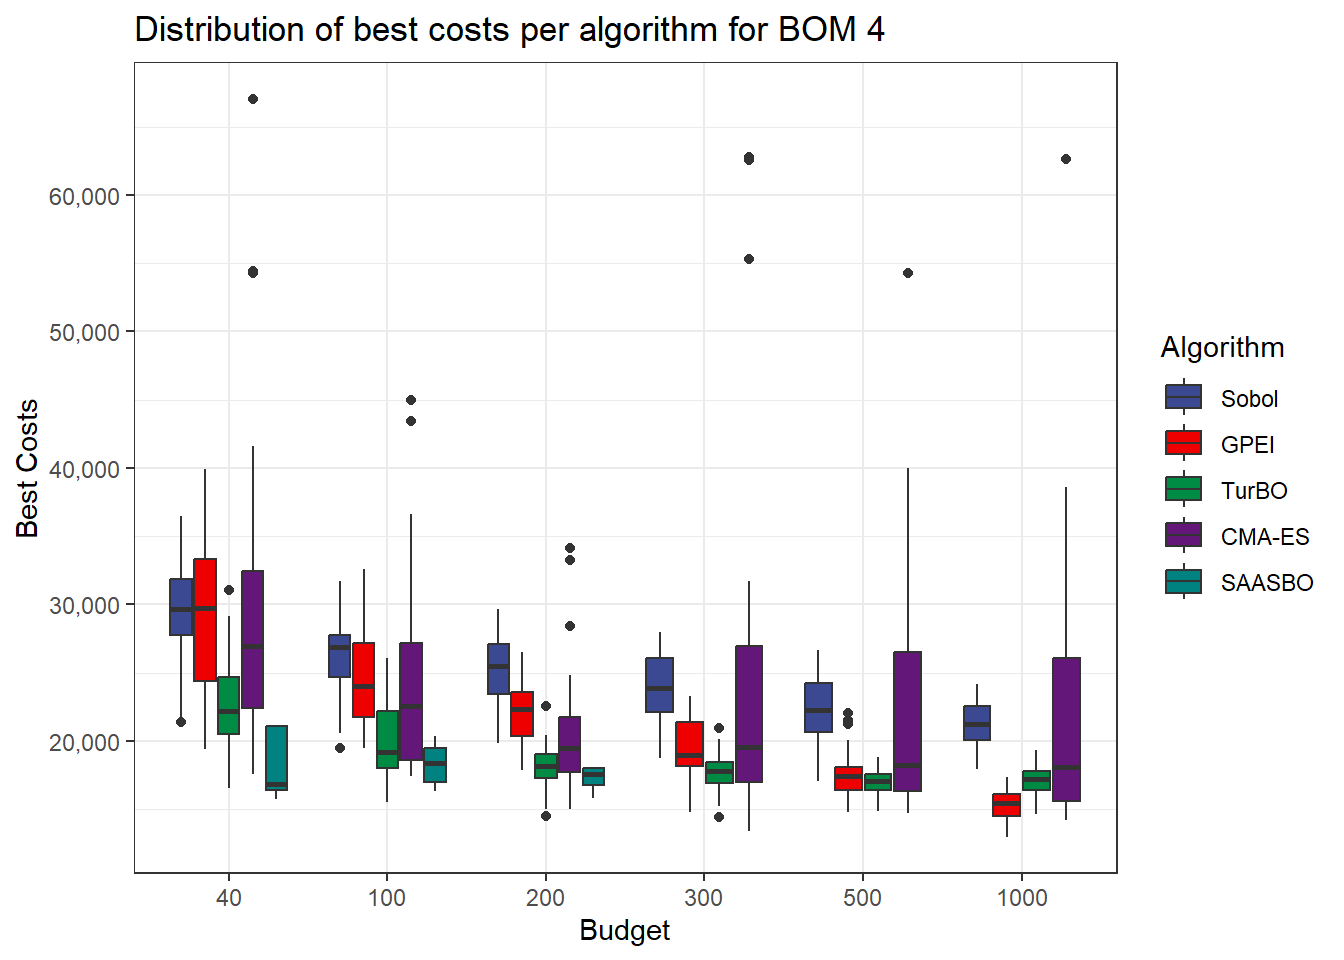 Distribution of best costs per algorithm for BOM 4
Best Costs
60,000
50,000
40,000
30,000
20,000
40
100
200
300
500
1000
Budget
Algorithm
Sobol
GPEI
TurBO
CMA-ES
SAASBO